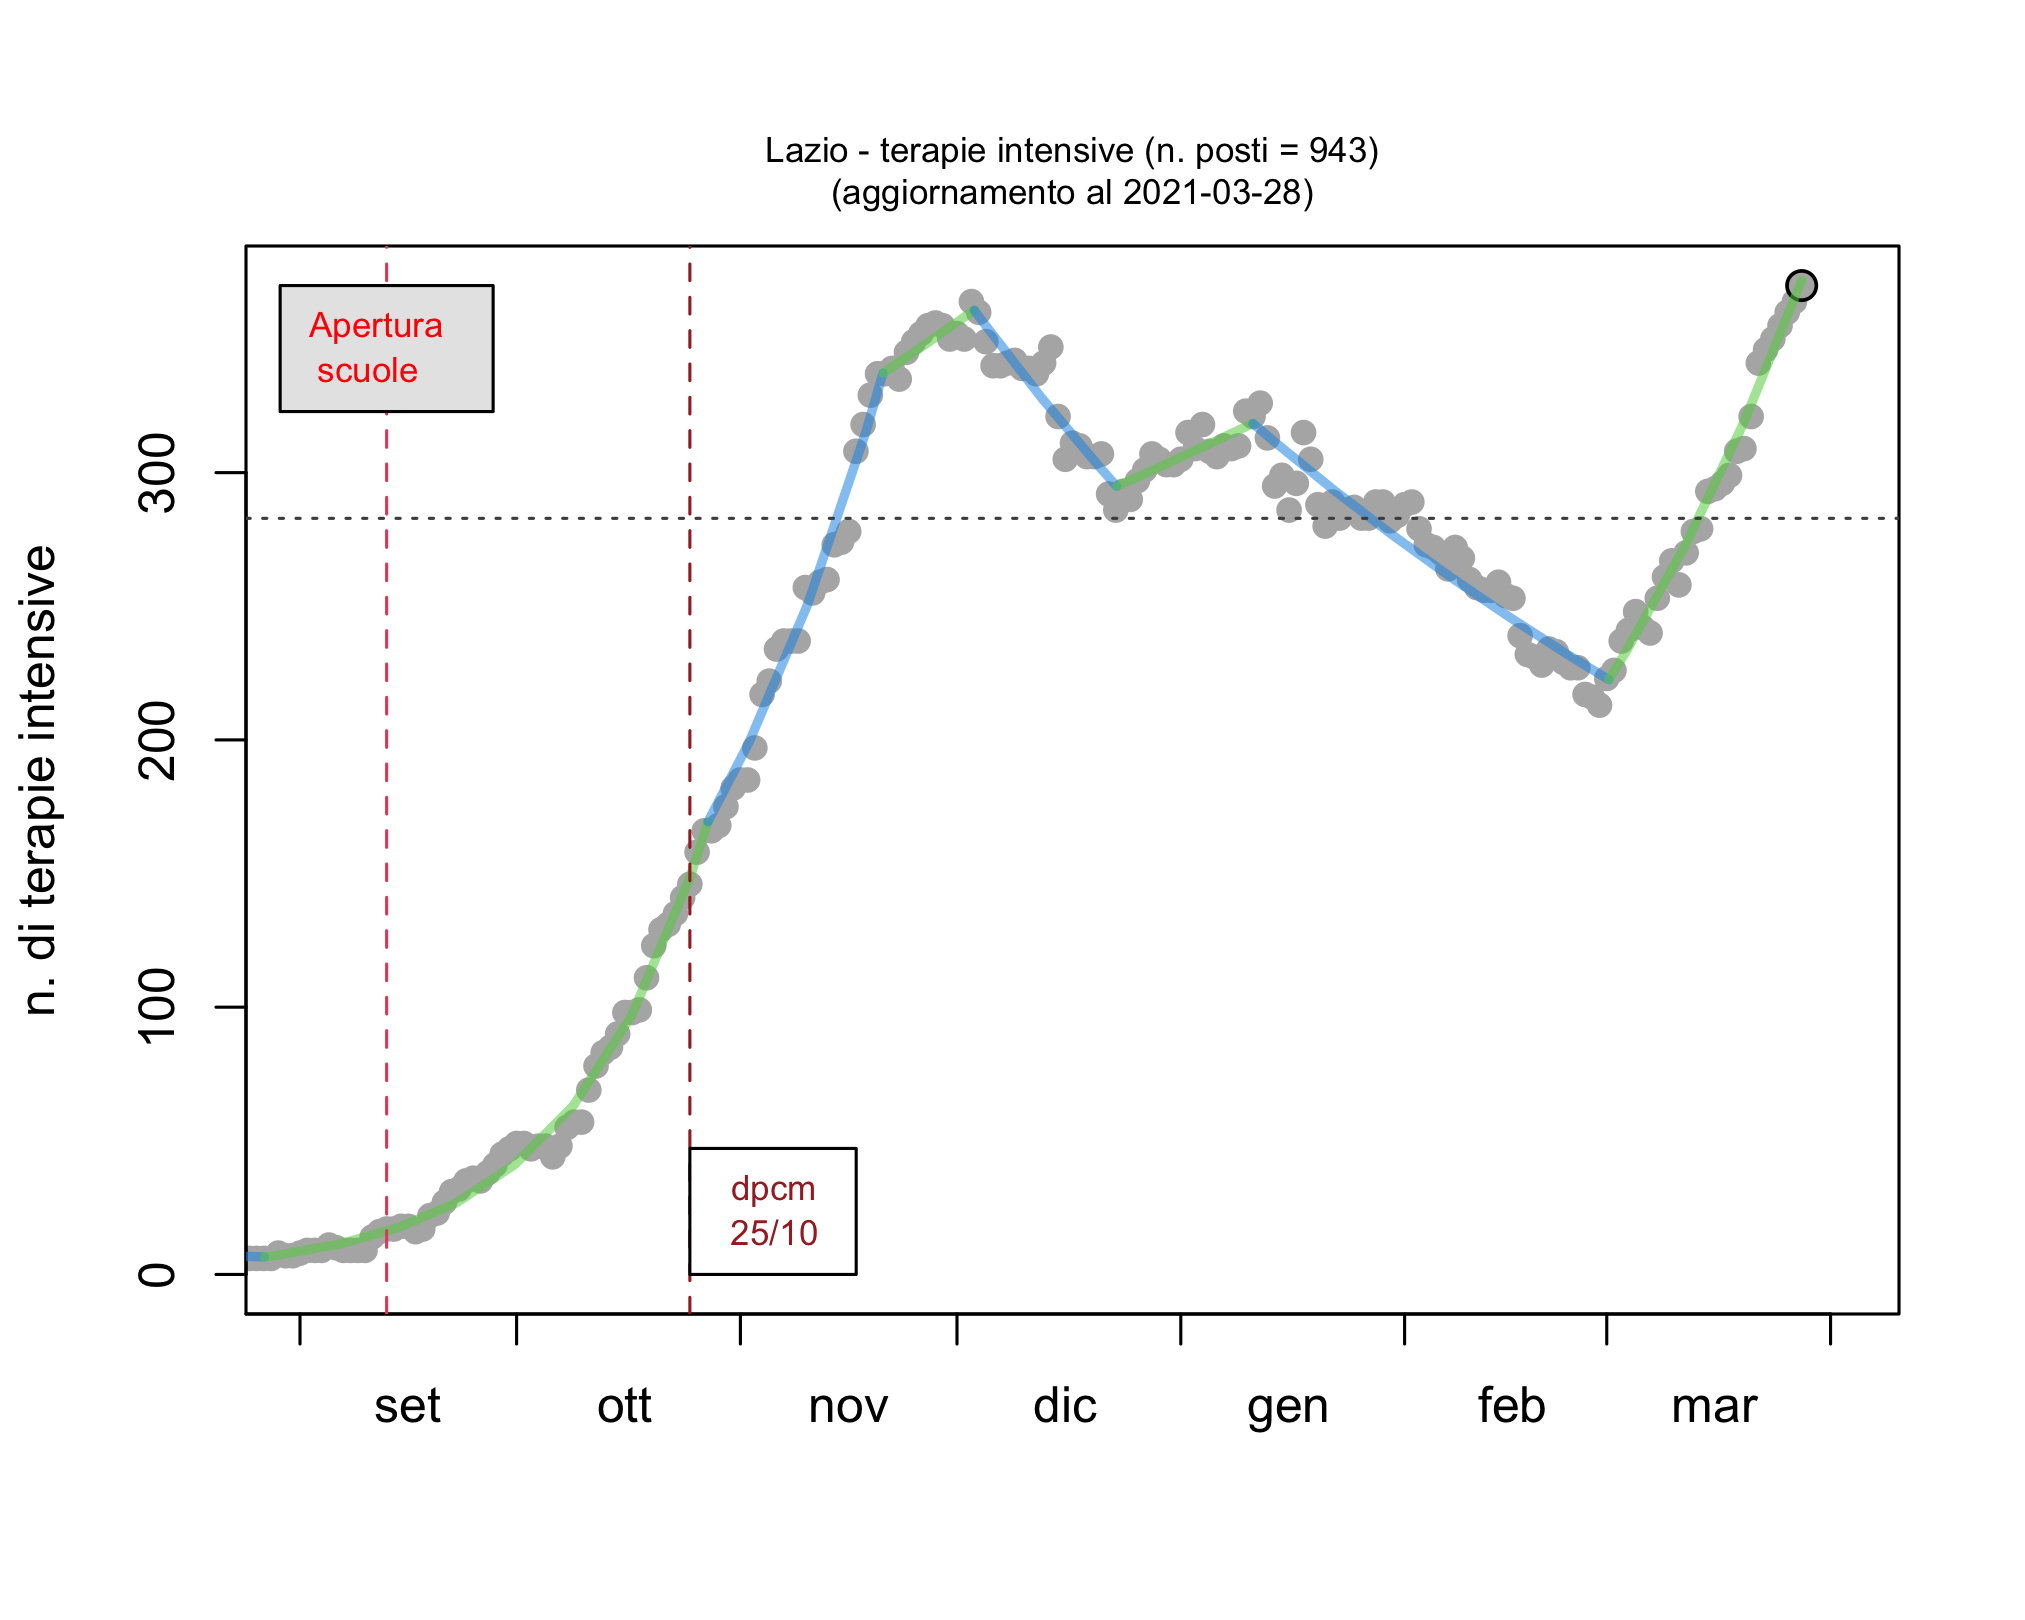 Lazio - terapie intensive (n. posti = 943)
(aggiornamento al 2021-03-28)
Apertura
scuole
n. di terapie intensive
300
200
100
0
dpcm
25/10
set
ott
nov
dic
gen
feb
mar